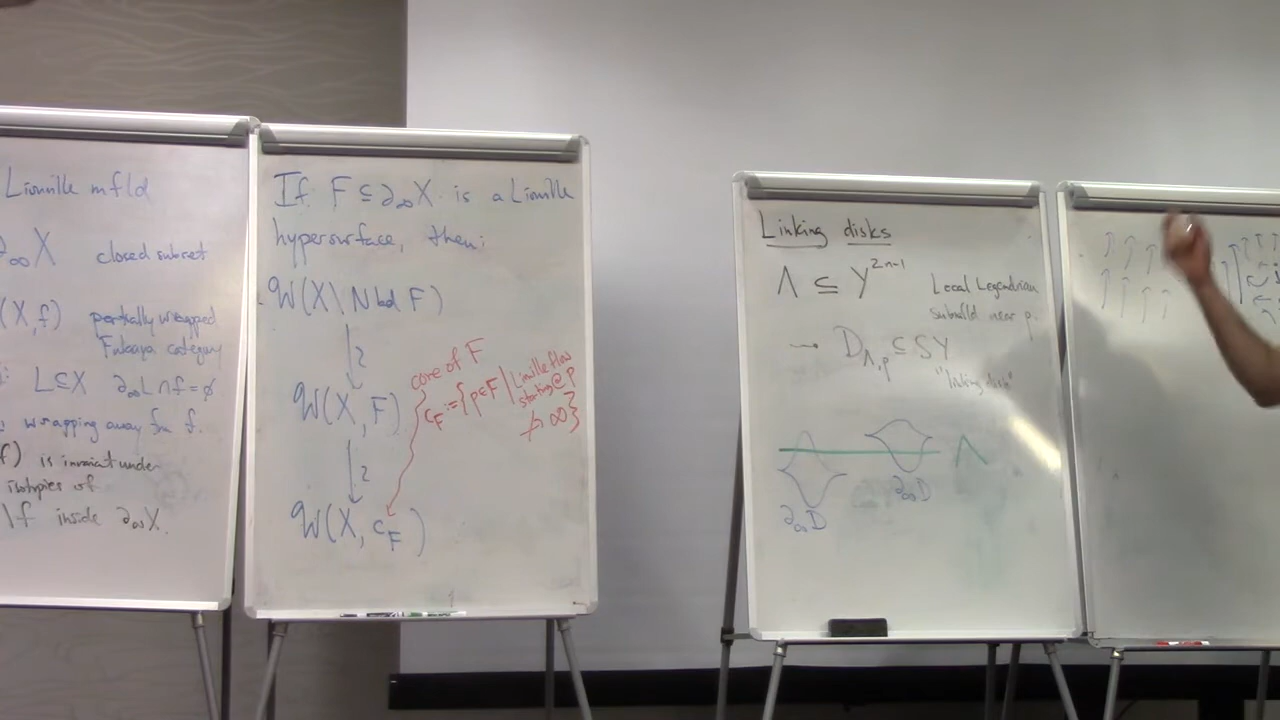 Liouville mfld
∂∞X closed subset
(X,f) partially wrapped
Fukaya category
: L⊆X ∂∞L∩f=∅
wrapping away fm f.
f) is invariant under
isotopies of
\f inside ∂∞X.
If F ⊆ ∂∞X is a Liouville
hypersurface, then:
W(X\Nbd F)
↓≀
W(X, F)
↓≀
W(X, c_F)
core of F
c_F := {p∈F | Liouville flow
starting @ p
↛ ∞}
Linking disks
Λ ⊆ Y^{2n-1} Local Legendrian
submfld near p.
→ D_{Λ,p} ⊆ SY
"linking disk"
Λ
∂∞D
∂∞D